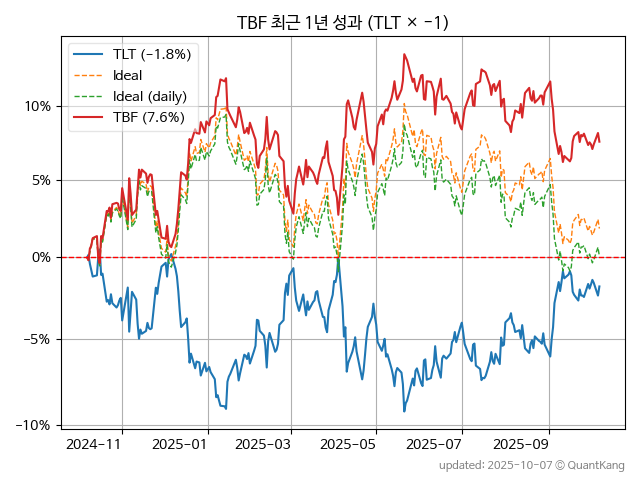 TBF 최근 1년 성과 (TLT × −1)
TLT (−1.8%)
Ideal
Ideal (daily)
TBF (7.6%)
10%
5%
0%
−5%
−10%
2024−11
2025−01
2025−03
2025−05
2025−07
2025−09
updated: 2025-10-07 © QuantKang